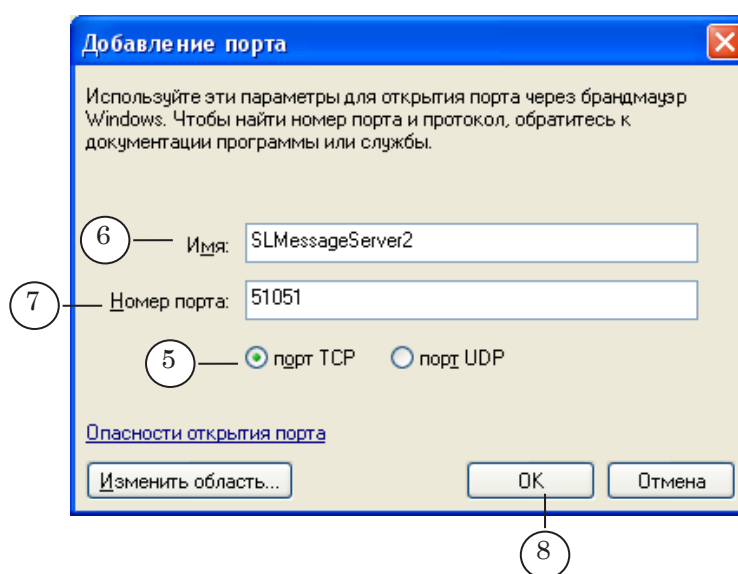 Добавление порта
Используйте эти параметры для открытия порта через брандмауэр
Windows. Чтобы найти номер порта и протокол, обратитесь к
документации программы или службы.
6 Имя: SLMessageServer2
7 Номер порта: 51051
5 порт TCP порт UDP
Опасности открытия порта
Изменить область... OK Отмена
8